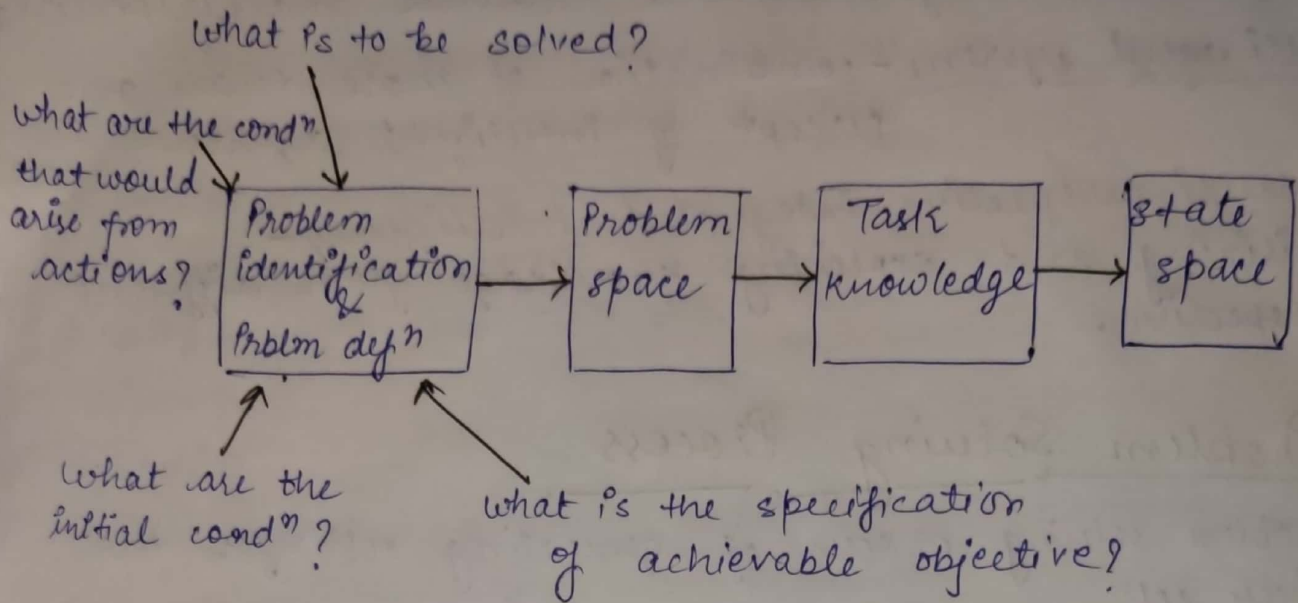 What is to be solved?
What are the condⁿ
that would
arise from
actions?
Problem
identification
&
Prblm defⁿ
Problem
space
Task
knowledge
state
space
What are the
initial condⁿ?
what is the specification
of achievable objective?